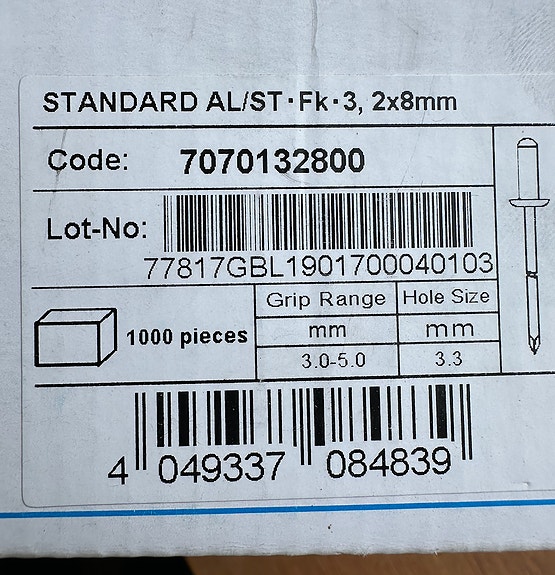 STANDARD AL/ST·Fk·3, 2x8mm
Code: 7070132800
Lot-No:
77817GBL1901700040103
1000 pieces
Grip Range Hole Size
mm mm
3.0-5.0 3.3
4 049337 084839